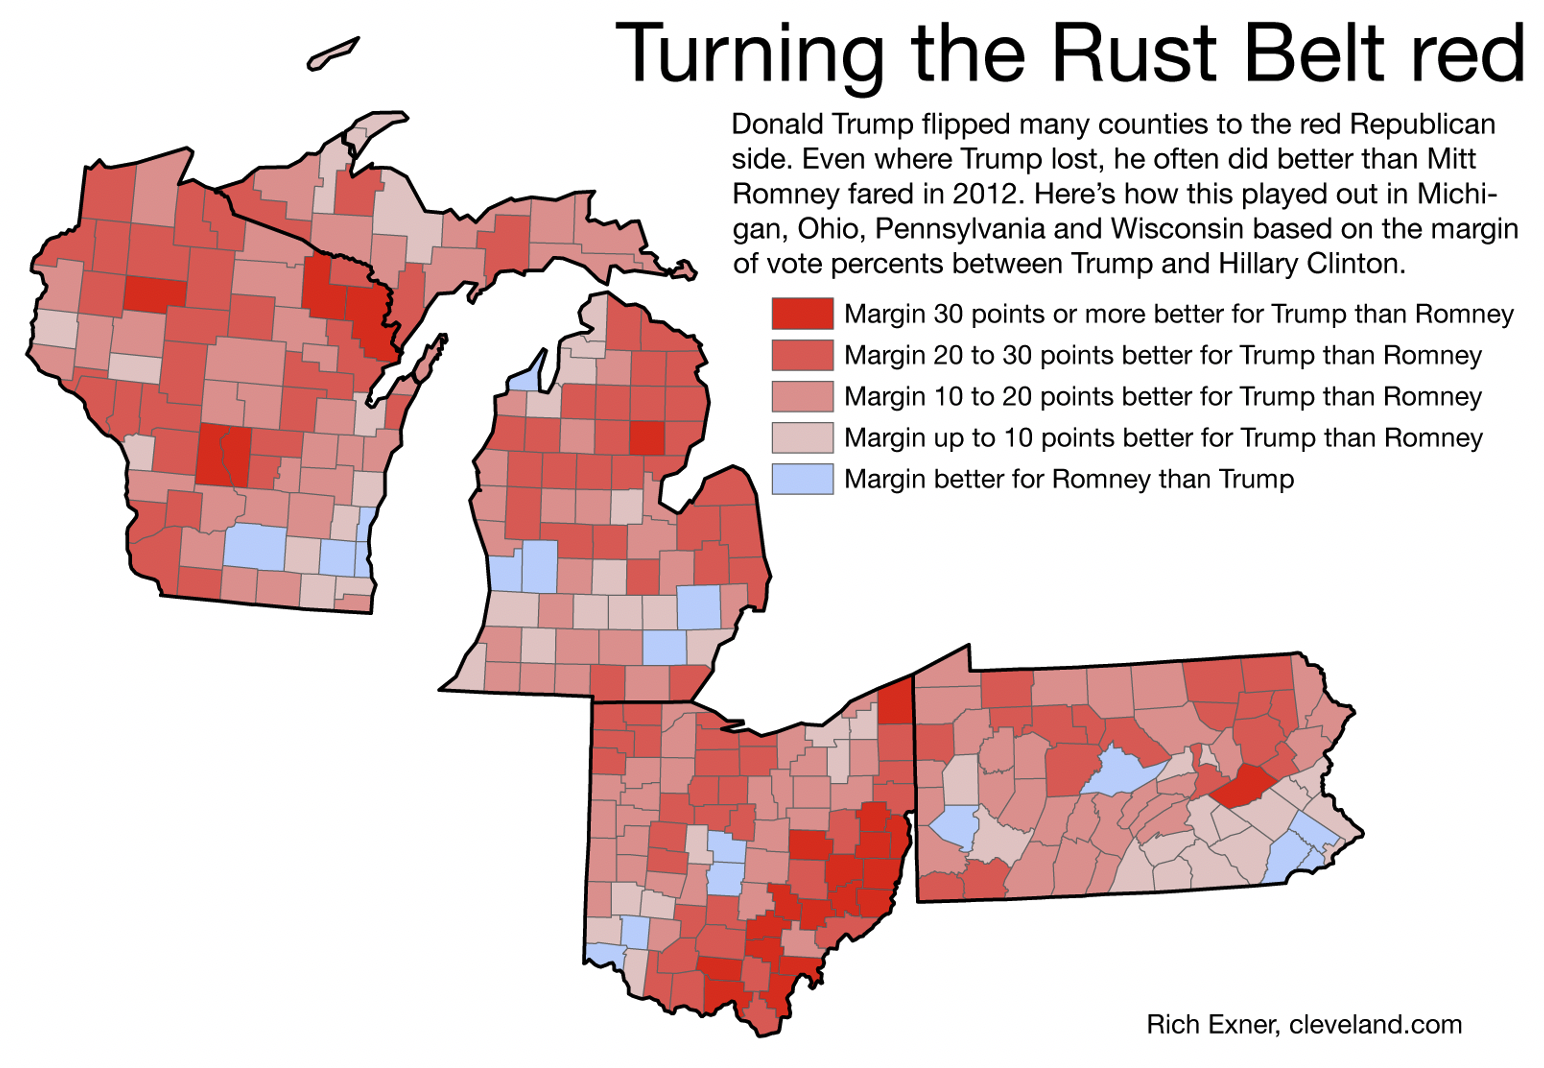 Turning the Rust Belt red
Donald Trump flipped many counties to the red Republican
side. Even where Trump lost, he often did better than Mitt
Romney fared in 2012. Here’s how this played out in Michi-
gan, Ohio, Pennsylvania and Wisconsin based on the margin
of vote percents between Trump and Hillary Clinton.
Margin 30 points or more better for Trump than Romney
Margin 20 to 30 points better for Trump than Romney
Margin 10 to 20 points better for Trump than Romney
Margin up to 10 points better for Trump than Romney
Margin better for Romney than Trump
Rich Exner, cleveland.com